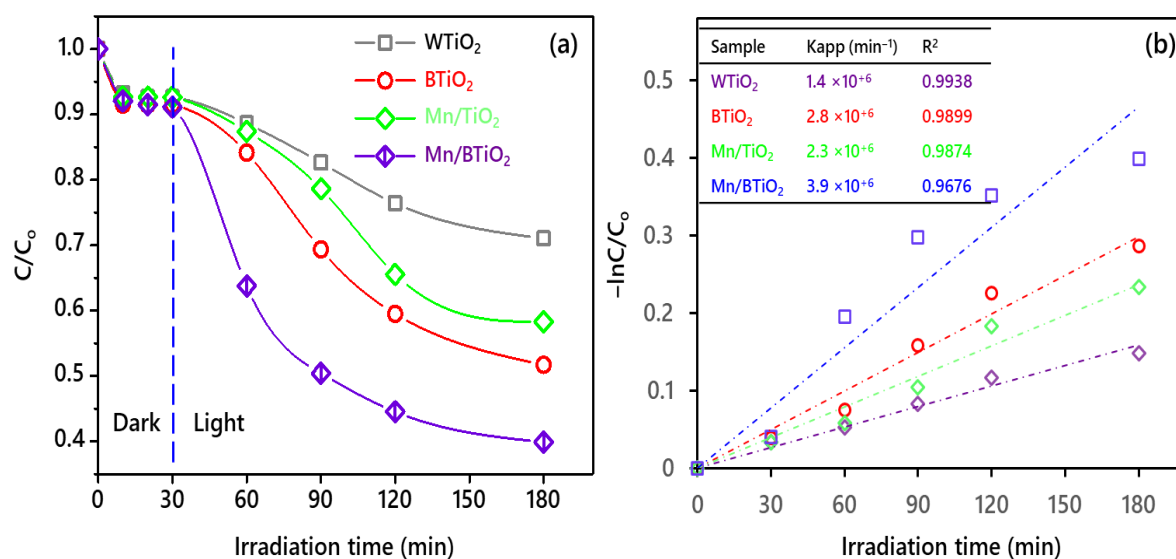 (a)
WTiO₂
BTiO₂
Mn/TiO₂
Mn/BTiO₂
1.0
0.9
0.8
0.7
0.6
0.5
0.4
C/Cₒ
Dark
Light
0 30 60 90 120 150 180
Irradiation time (min)
(b)
Sample Kapp (min⁻¹) R²
WTiO₂ 1.4 ×10⁺⁶ 0.9938
BTiO₂ 2.8 ×10⁺⁶ 0.9899
Mn/TiO₂ 2.3 ×10⁺⁶ 0.9874
Mn/BTiO₂ 3.9 ×10⁺⁶ 0.9676
0.5
0.4
0.3
0.2
0.1
0
–lnC/Cₒ
0 30 60 90 120 150 180
Irradiation time (min)